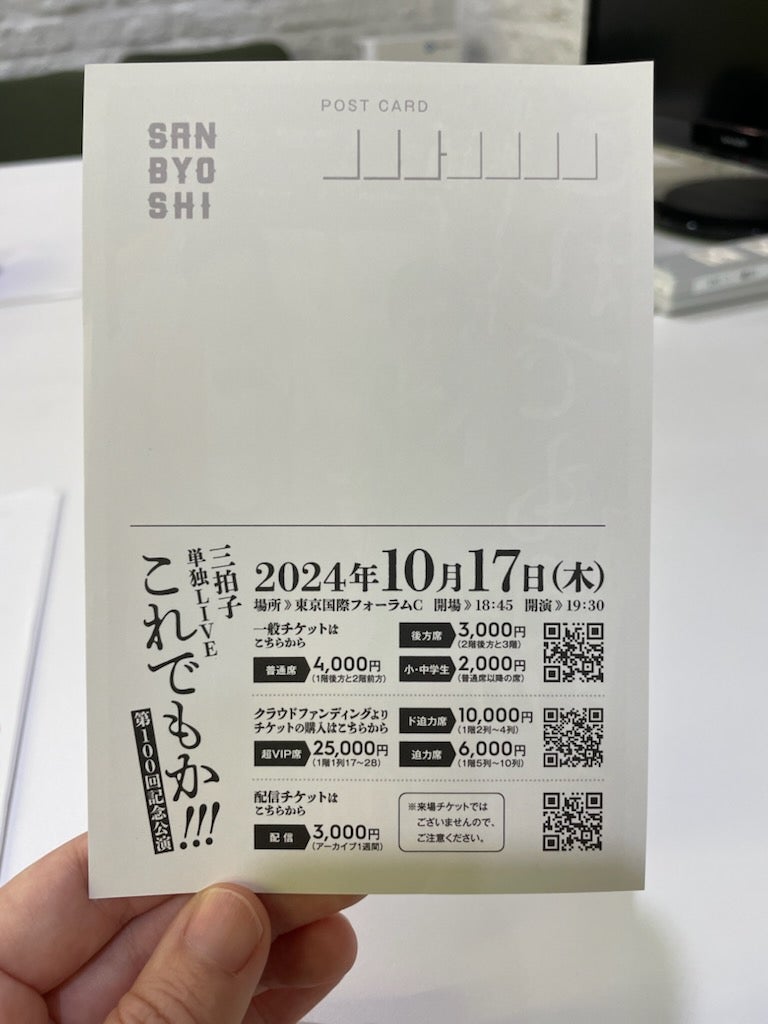 POST CARD
SAN
BYO
SHI
三拍子
単独LIVE
これでもか!!!
第100回記念公演
2024年10月17日(木)
場所》東京国際フォーラムC 開場》18:45 開演》19:30
一般チケットは
こちらから
普通席 4,000円
(1階後方と2階前方)
後方席 3,000円
(2階後方と3階)
小・中学生 2,000円
(普通席以降の席)
クラウドファンディングより
チケットの購入はこちらから
超VIP席 25,000円
(1階1列17~28)
ド迫力席 10,000円
(1階2列~4列)
迫力席 6,000円
(1階5列~10列)
配信チケットは
こちらから
配信 3,000円
(アーカイブ1週間)
※来場チケットでは
ございませんので、
ご注意ください。